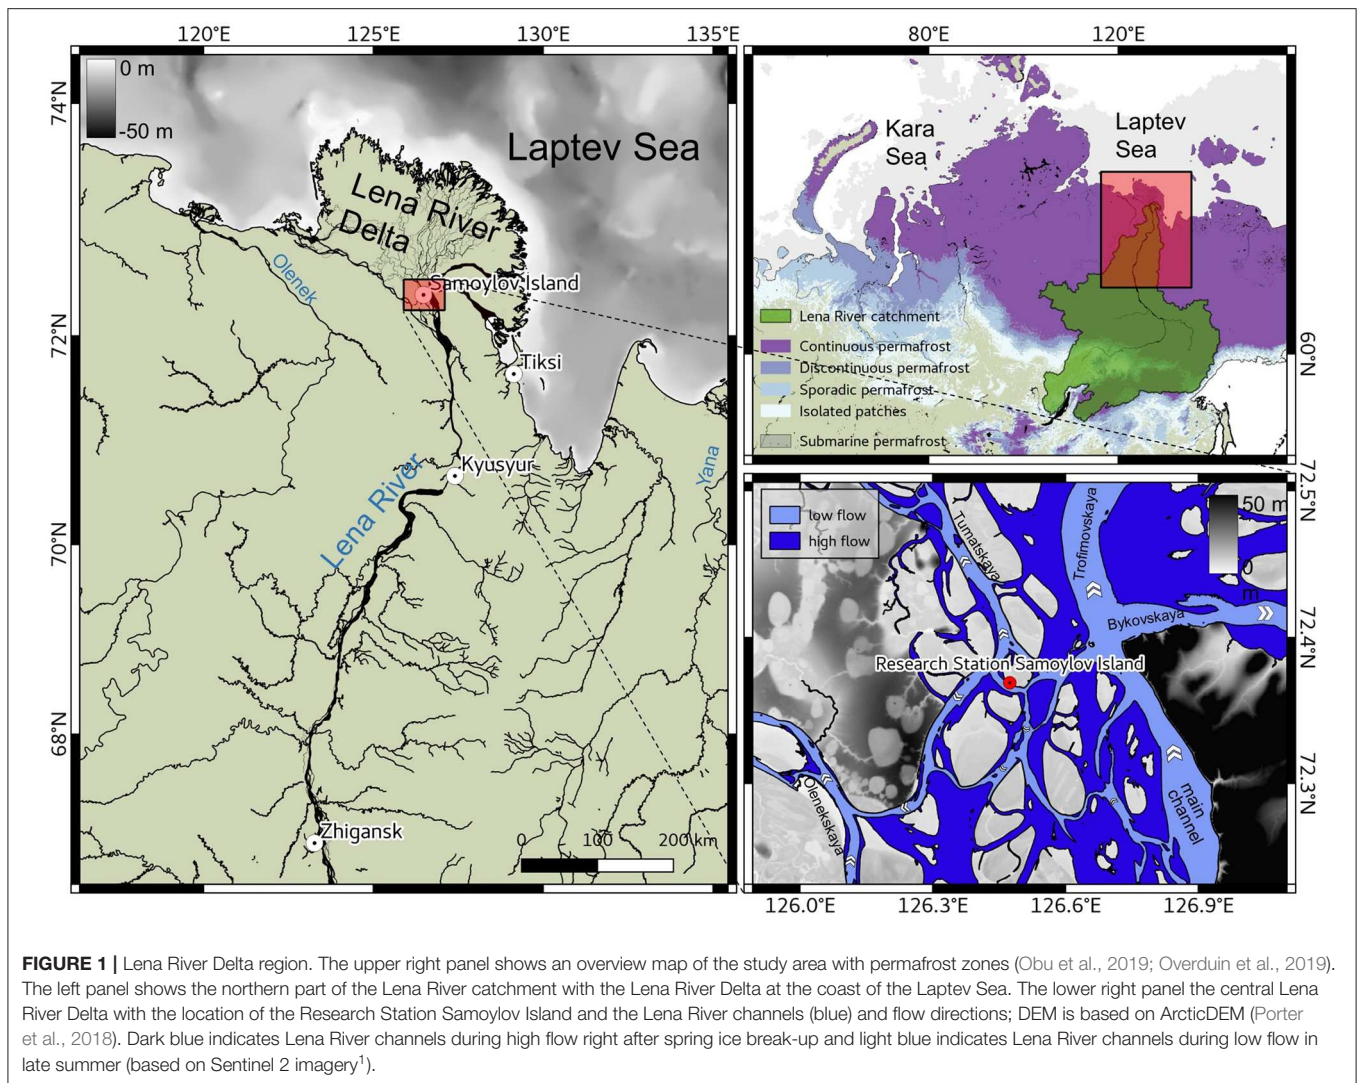 120°E 125°E 130°E 135°E
74°N
72°N
70°N
68°N
0 m
-50 m
Laptev Sea
Lena River
Delta
Olenek
Samoylov Island
Tiksi
Kyusyur
Lena River
Yana
Zhigansk
0 100 200 km
80°E 120°E
60°N
Kara
Sea
Laptev
Sea
Lena River catchment
Continuous permafrost
Discontinuous permafrost
Sporadic permafrost
Isolated patches
Submarine permafrost
72.5°N
72.4°N
72.3°N
low flow
high flow
50 m
0
m
Tumatskaya
Trofimovskaya
Bykovskaya
Research Station Samoylov Island
Olenekskaya
main
channel
126.0°E 126.3°E 126.6°E 126.9°E
FIGURE 1 | Lena River Delta region. The upper right panel shows an overview map of the study area with permafrost zones (Obu et al., 2019; Overduin et al., 2019).
The left panel shows the northern part of the Lena River catchment with the Lena River Delta at the coast of the Laptev Sea. The lower right panel the central Lena
River Delta with the location of the Research Station Samoylov Island and the Lena River channels (blue) and flow directions; DEM is based on ArcticDEM (Porter
et al., 2018). Dark blue indicates Lena River channels during high flow right after spring ice break-up and light blue indicates Lena River channels during low flow in
late summer (based on Sentinel 2 imagery1).